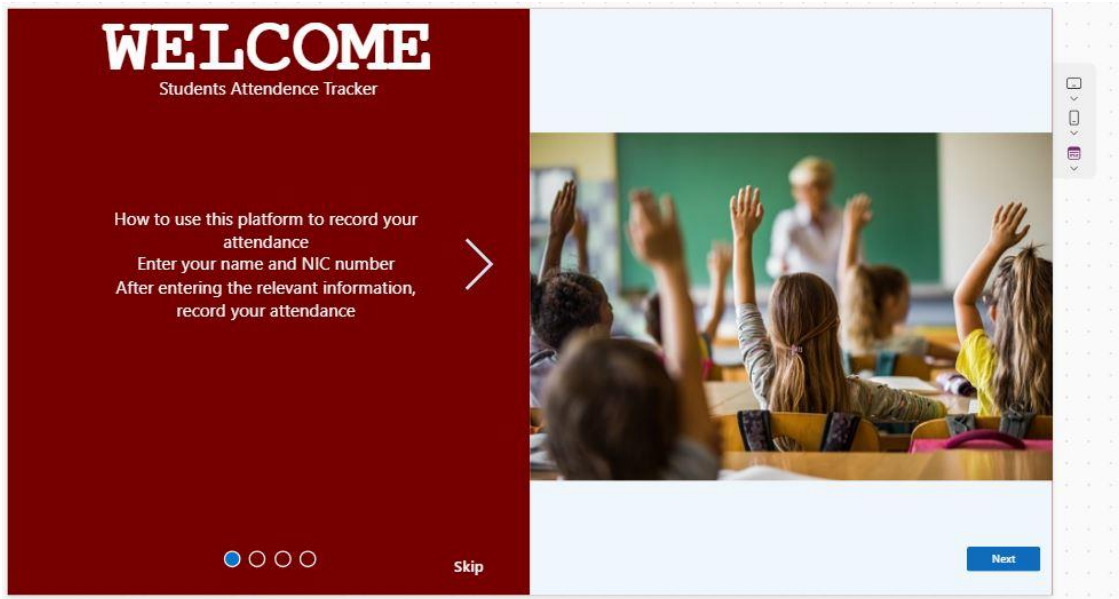 WELCOME
Students Attendence Tracker
How to use this platform to record your
attendance
Enter your name and NIC number
After entering the relevant information,
record your attendance
Skip
Next